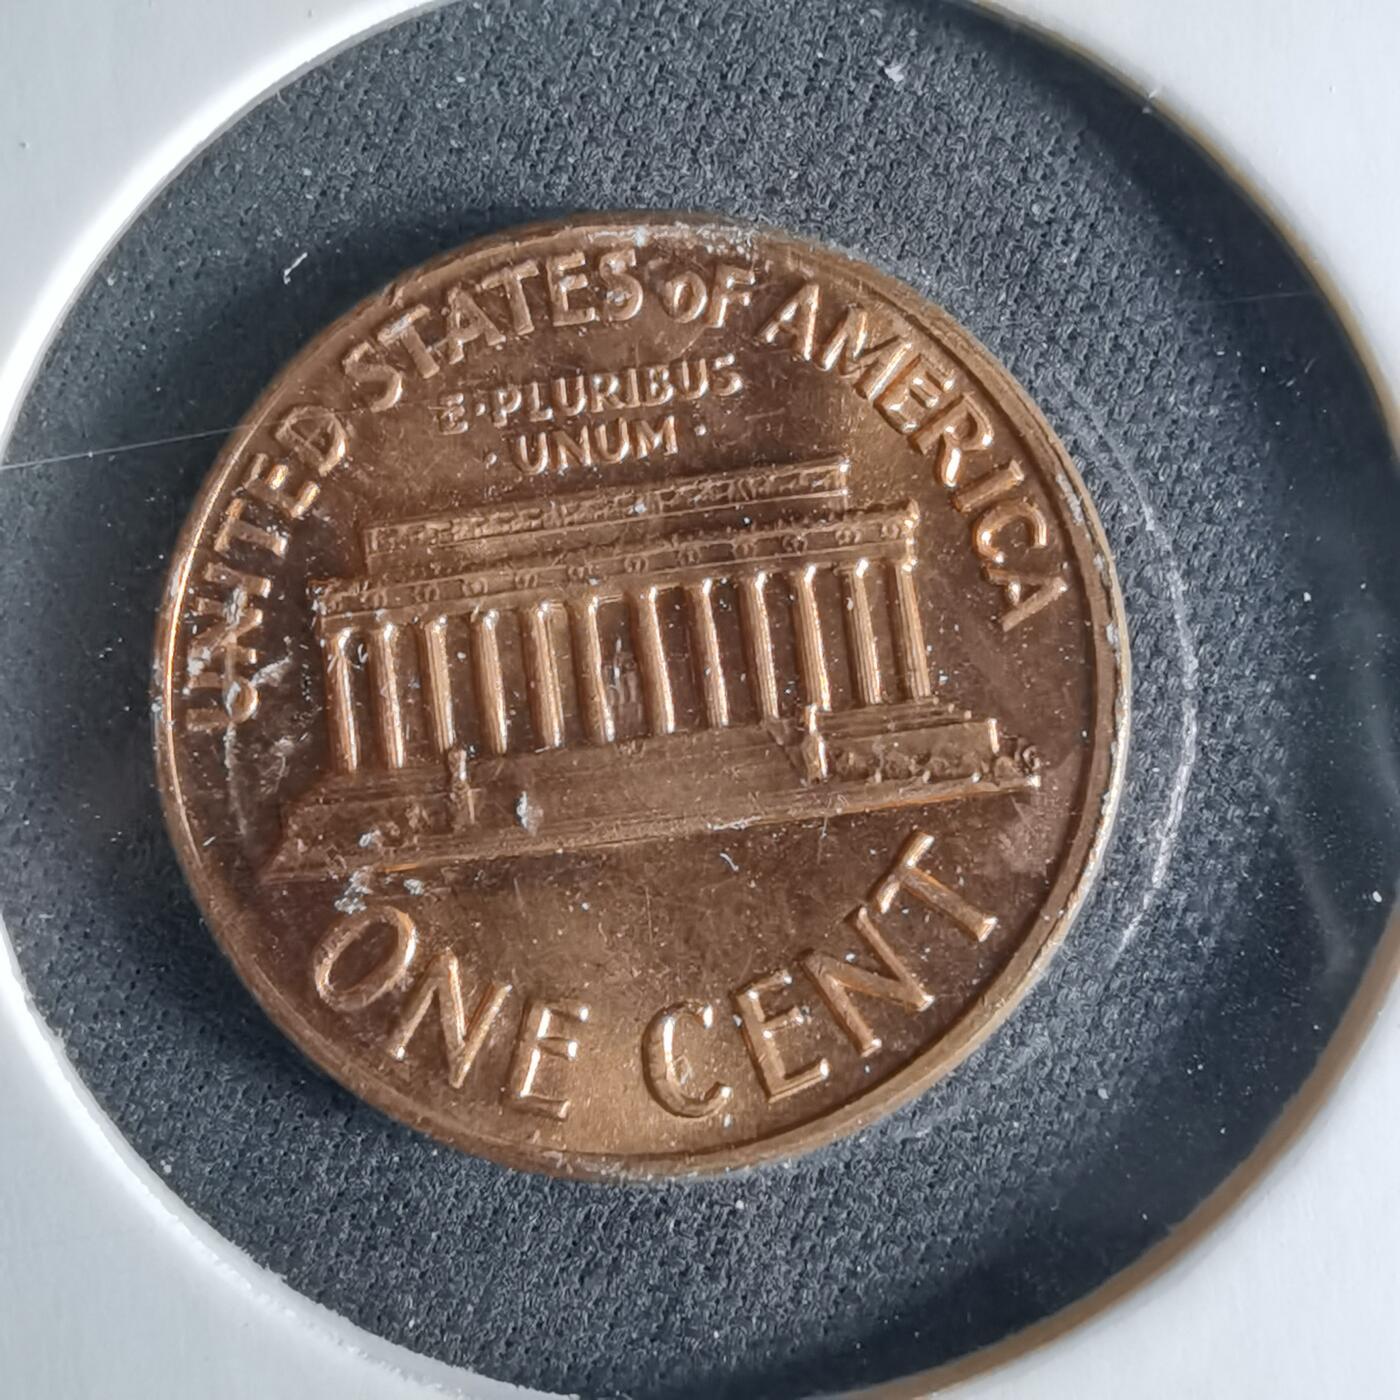 UNITED STATES OF AMERICA
E·PLURIBUS
·UNUM·
ONE CENT